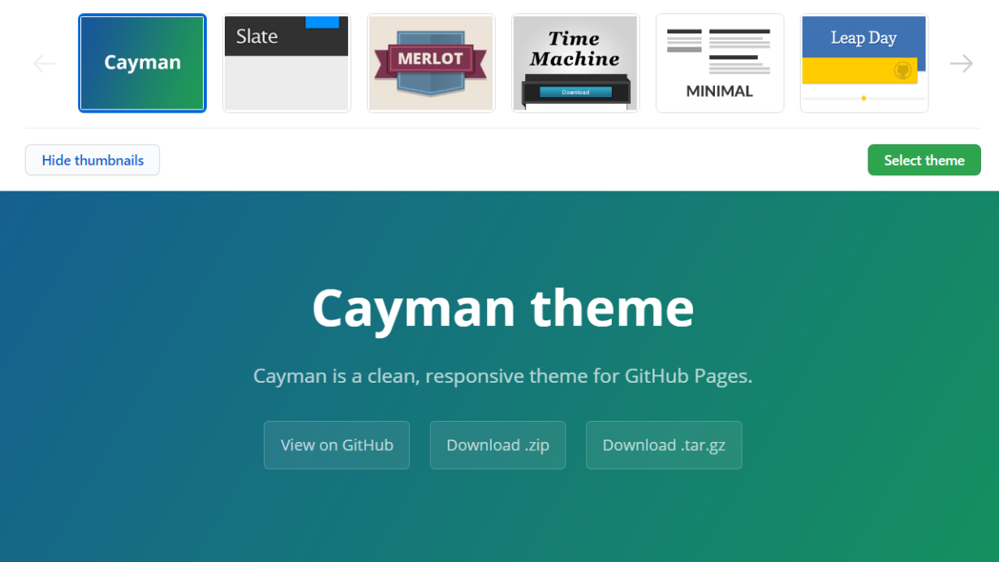 Cayman
Slate
MERLOT
Time
Machine
Download
MINIMAL
Leap Day
Hide thumbnails
Select theme
Cayman theme
Cayman is a clean, responsive theme for GitHub Pages.
View on GitHub
Download .zip
Download .tar.gz